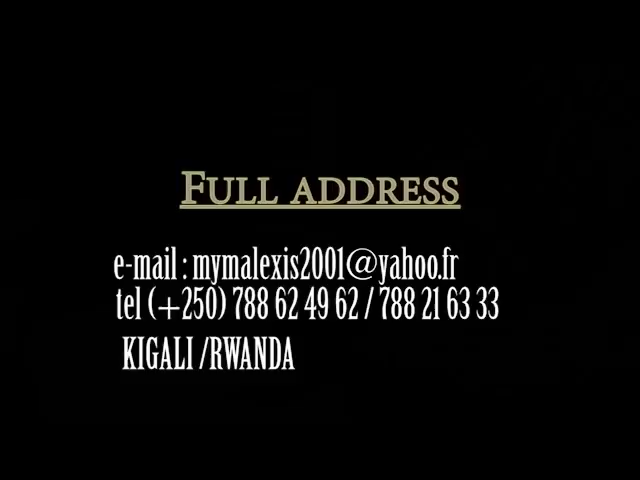 FULL ADDRESS
e-mail : mymalexis2001@yahoo.fr
tel (+250) 788 62 49 62 / 788 21 63 33
KIGALI /RWANDA